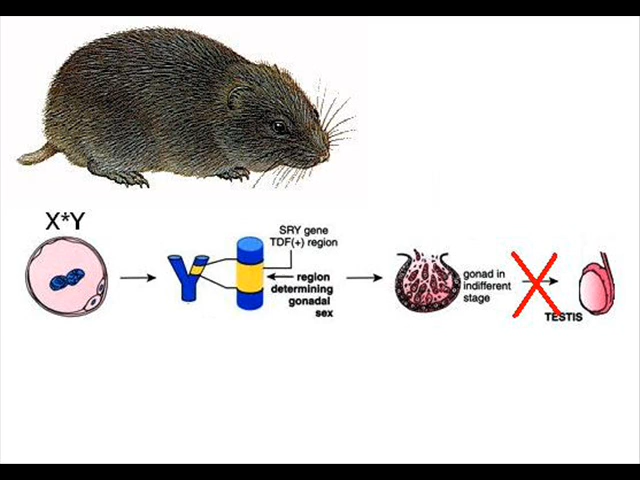 X*Y
SRY gene
TDF(+) region
region
determining
gonadal
sex
gonad in
indifferent
stage
TESTIS